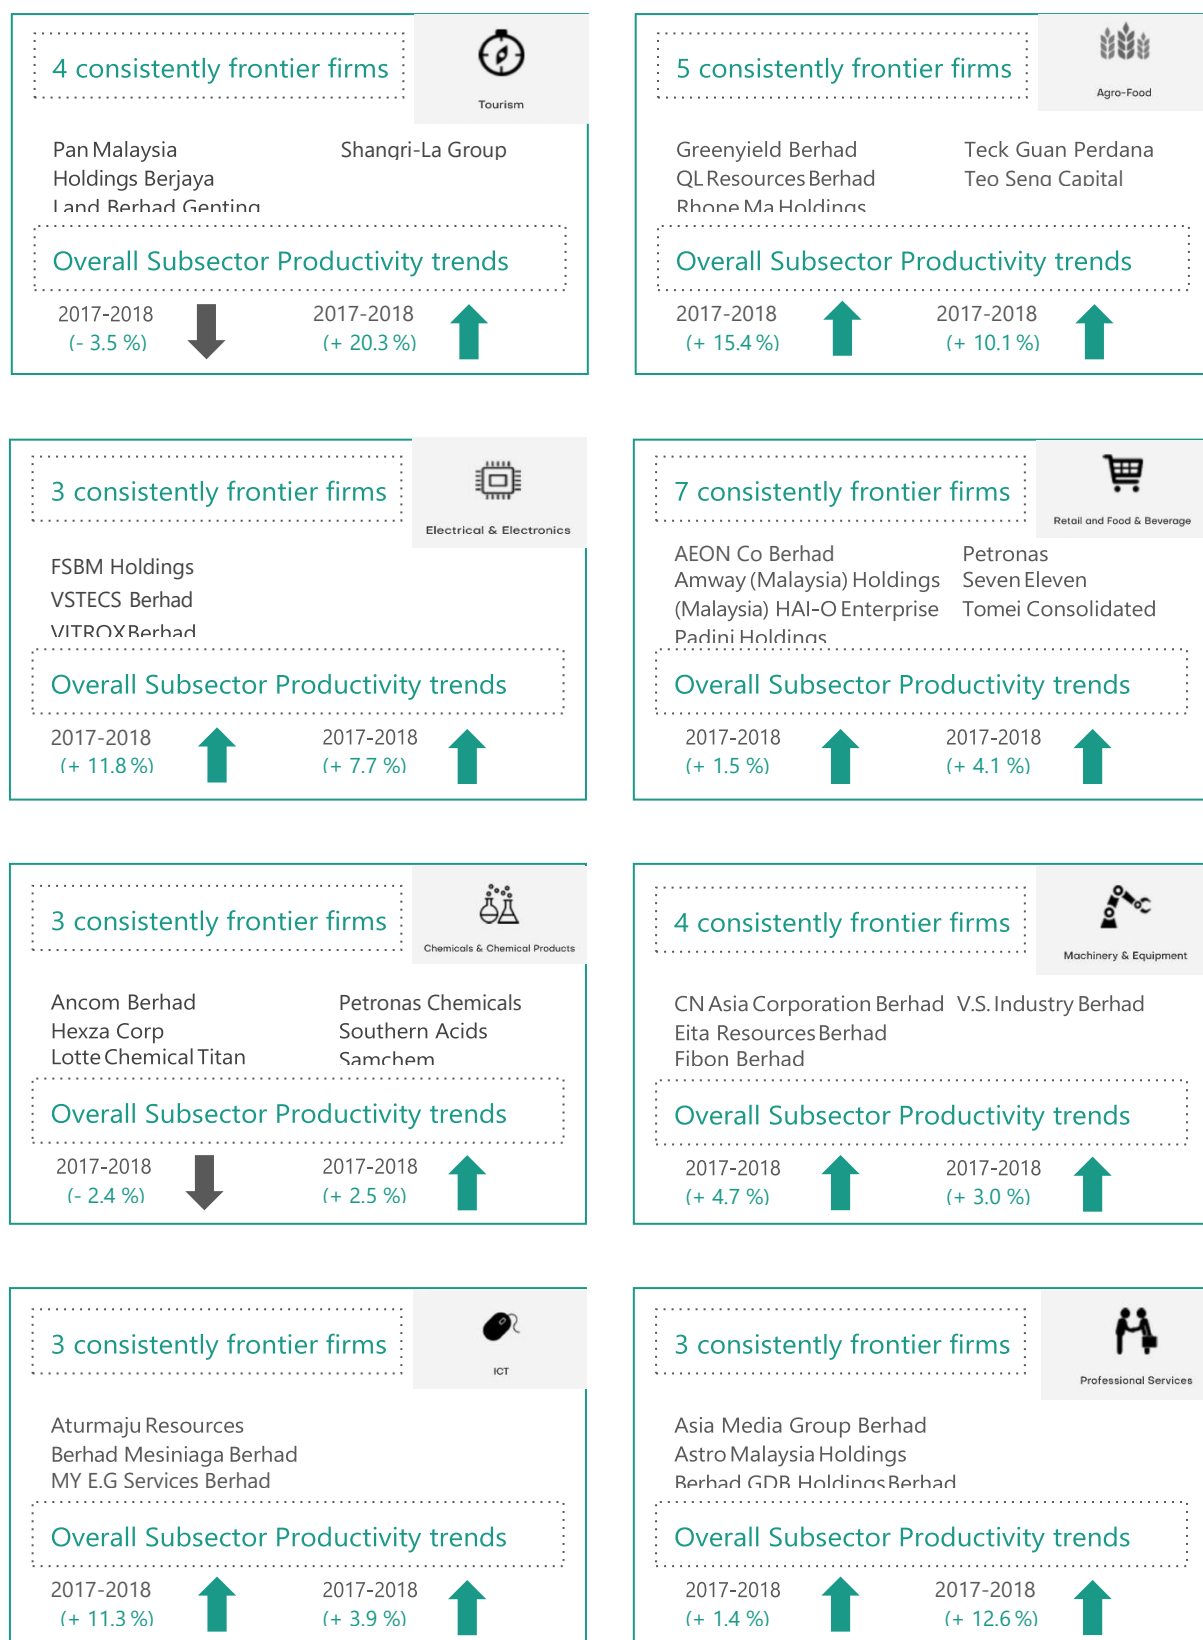 4 consistently frontier firms
Tourism
Pan Malaysia
Holdings Berjaya
Land Berhad Genting
Shangri-La Group
Overall Subsector Productivity trends
2017-2018
(- 3.5 %)
2017-2018
(+ 20.3 %)
5 consistently frontier firms
Agro-Food
Greenyield Berhad
QL Resources Berhad
Rhone Ma Holdings
Teck Guan Perdana
Teo Seng Capital
Overall Subsector Productivity trends
2017-2018
(+ 15.4 %)
2017-2018
(+ 10.1 %)
3 consistently frontier firms
Electrical & Electronics
FSBM Holdings
VSTECS Berhad
VITROX Berhad
Overall Subsector Productivity trends
2017-2018
(+ 11.8 %)
2017-2018
(+ 7.7 %)
7 consistently frontier firms
Retail and Food & Beverage
AEON Co Berhad
Amway (Malaysia) Holdings
(Malaysia) HAI-O Enterprise
Padini Holdings
Petronas
Seven Eleven
Tomei Consolidated
Overall Subsector Productivity trends
2017-2018
(+ 1.5 %)
2017-2018
(+ 4.1 %)
3 consistently frontier firms
Chemicals & Chemical Products
Ancom Berhad
Hexza Corp
Lotte Chemical Titan
Petronas Chemicals
Southern Acids
Samchem
Overall Subsector Productivity trends
2017-2018
(- 2.4 %)
2017-2018
(+ 2.5 %)
4 consistently frontier firms
Machinery & Equipment
CN Asia Corporation Berhad
Eita Resources Berhad
Fibon Berhad
V.S. Industry Berhad
Overall Subsector Productivity trends
2017-2018
(+ 4.7 %)
2017-2018
(+ 3.0 %)
3 consistently frontier firms
ICT
Aturmaju Resources
Berhad Mesiniaga Berhad
MY E.G Services Berhad
Overall Subsector Productivity trends
2017-2018
(+ 11.3 %)
2017-2018
(+ 3.9 %)
3 consistently frontier firms
Professional Services
Asia Media Group Berhad
Astro Malaysia Holdings
Berhad GDB Holdings Berhad
Overall Subsector Productivity trends
2017-2018
(+ 1.4 %)
2017-2018
(+ 12.6 %)